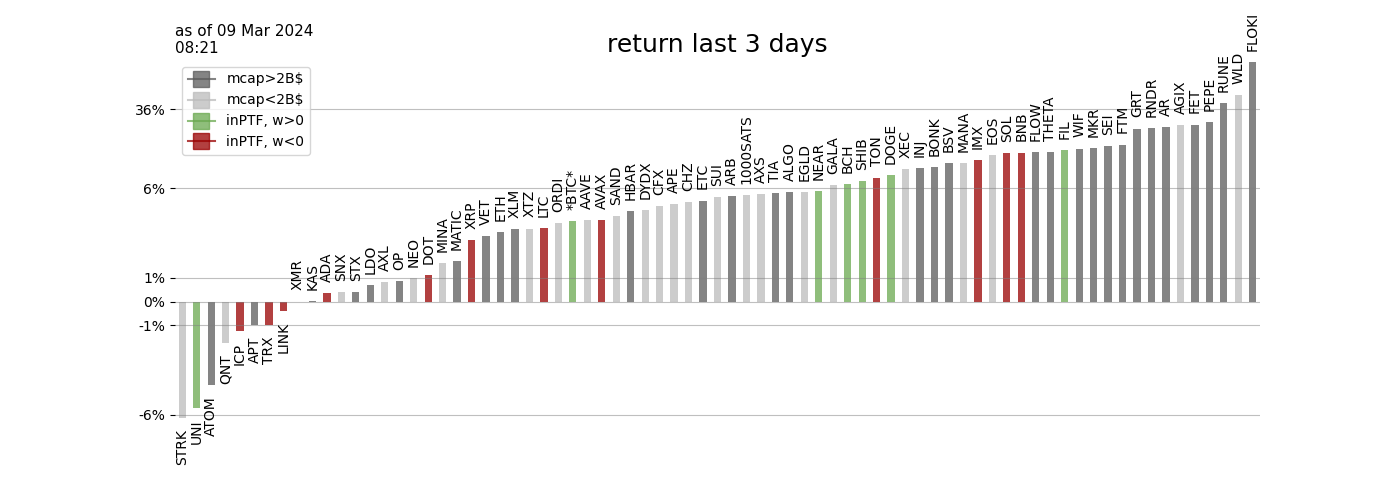 as of 09 Mar 2024
08:21
return last 3 days
mcap>2B$
mcap<2B$
inPTF, w>0
inPTF, w<0
36%
6%
1%
0%
-1%
-6%
STRK
UNI
ATOM
QNT
ICP
APT
TRX
LINK
XMR
KAS
ADA
SNX
STX
LDO
AXL
OP
NEO
DOT
MINA
MATIC
XRP
VET
ETH
XLM
XTZ
LTC
ORDI
*BTC*
AAVE
AVAX
SAND
HBAR
DYDX
CFX
APE
CHZ
ETC
SUI
ARB
1000SATS
AXS
TIA
ALGO
EGLD
NEAR
GALA
BCH
SHIB
TON
DOGE
XEC
INJ
BONK
BSV
MANA
IMX
EOS
SOL
BNB
FLOW
THETA
FIL
WIF
MKR
SEI
FTM
GRT
RNDR
AR
AGIX
FET
PEPE
RUNE
WLD
FLOKI